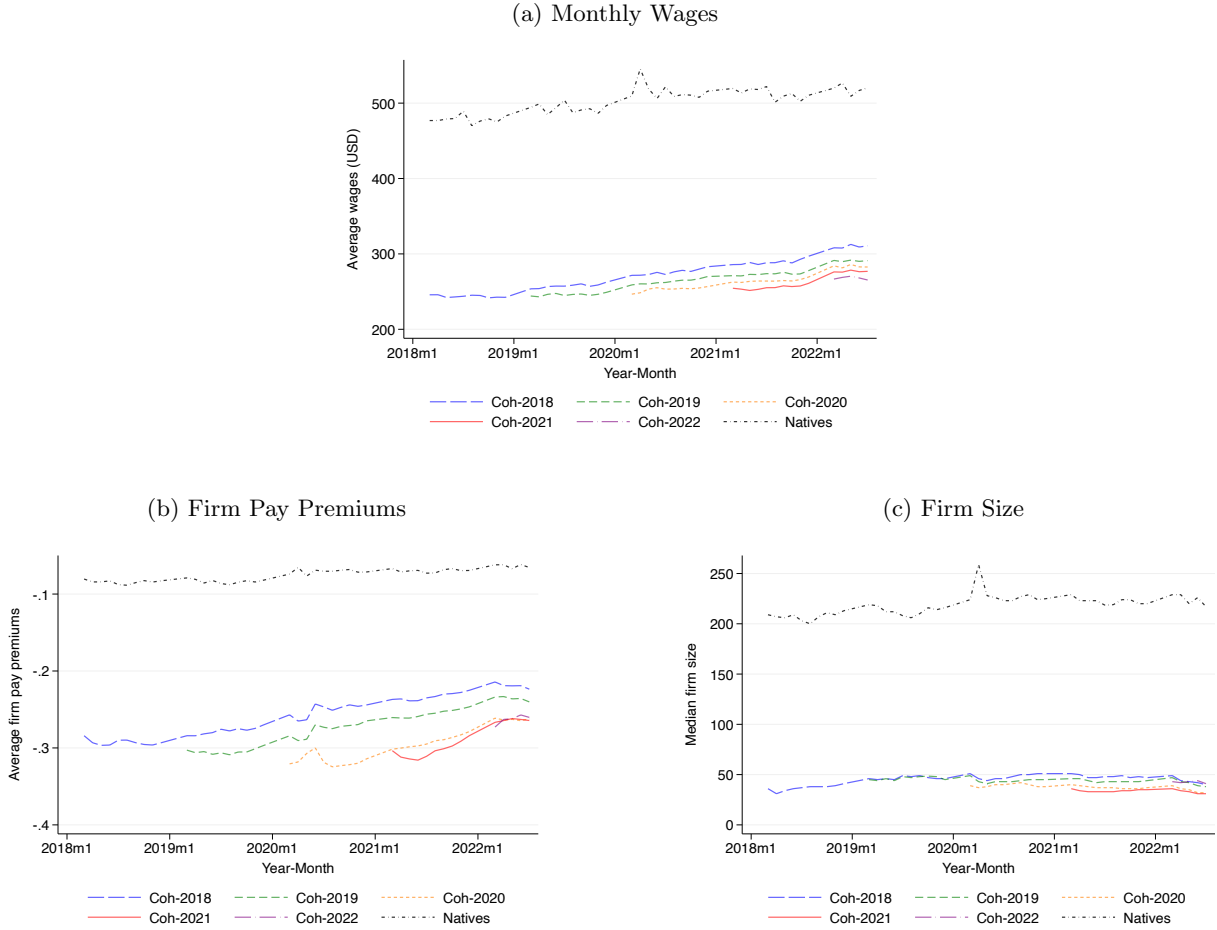 (a) Monthly Wages
Average wages (USD)
500
400
300
200
2018m1 2019m1 2020m1 2021m1 2022m1
Year-Month
Coh-2018 Coh-2019 Coh-2020
Coh-2021 Coh-2022 Natives
(b) Firm Pay Premiums
Average firm pay premiums
-.1
-.2
-.3
-.4
2018m1 2019m1 2020m1 2021m1 2022m1
Year-Month
Coh-2018 Coh-2019 Coh-2020
Coh-2021 Coh-2022 Natives
(c) Firm Size
Median firm size
250
200
150
100
50
0
2018m1 2019m1 2020m1 2021m1 2022m1
Year-Month
Coh-2018 Coh-2019 Coh-2020
Coh-2021 Coh-2022 Natives